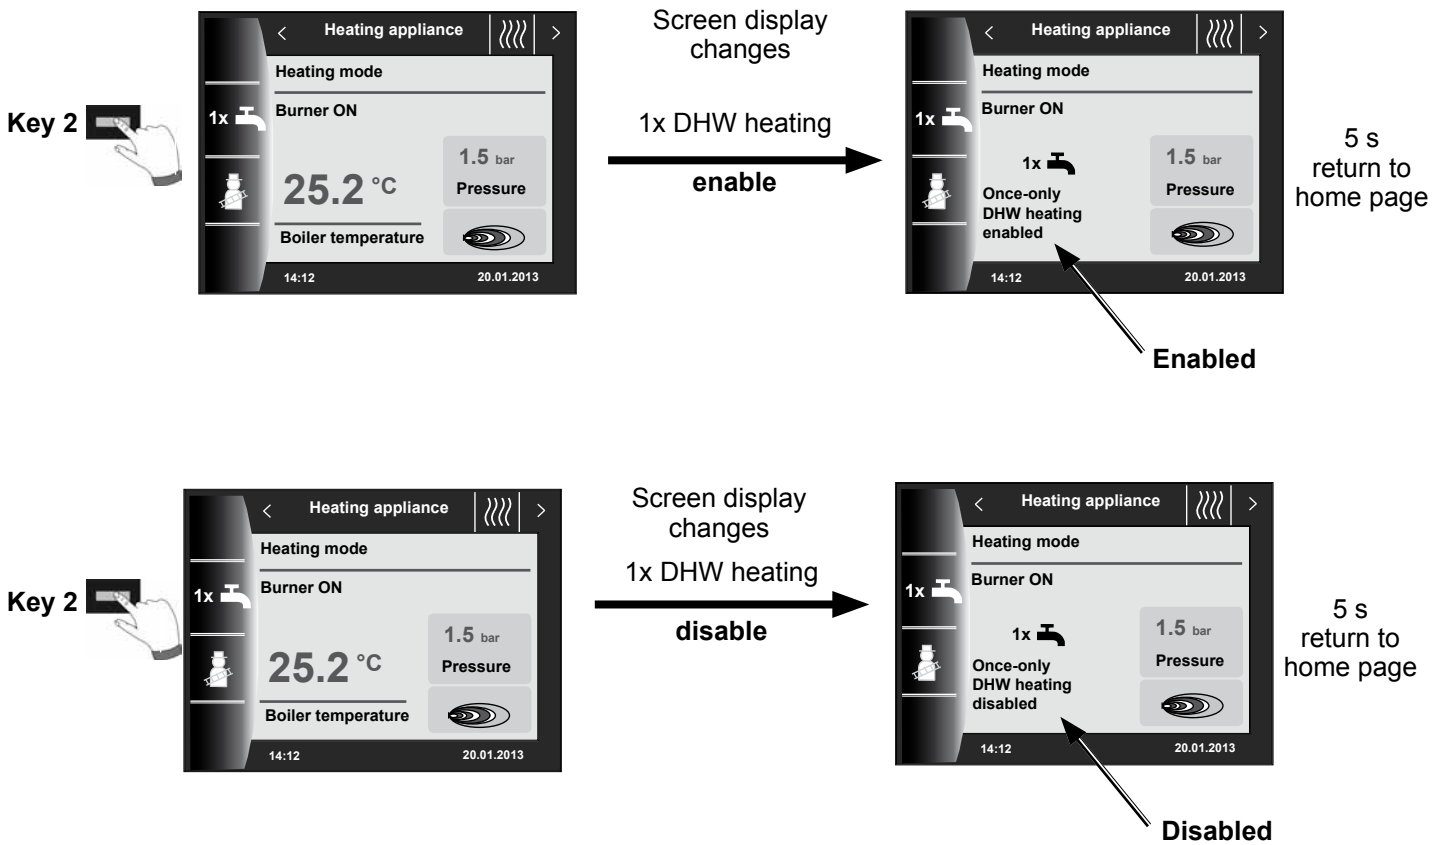 Key 2
< Heating appliance >
Heating mode
1x
Burner ON
1.5 bar
Pressure
25.2 °C
Boiler temperature
14:12 20.01.2013
Screen display
changes
1x DHW heating
enable
< Heating appliance >
Heating mode
1x
Burner ON
1x
Once-only
DHW heating
enabled
1.5 bar
Pressure
14:12 20.01.2013
5 s
return to
home page
Enabled
Key 2
< Heating appliance >
Heating mode
1x
Burner ON
1.5 bar
Pressure
25.2 °C
Boiler temperature
14:12 20.01.2013
Screen display
changes
1x DHW heating
disable
< Heating appliance >
Heating mode
1x
Burner ON
1x
Once-only
DHW heating
disabled
1.5 bar
Pressure
14:12 20.01.2013
5 s
return to
home page
Disabled